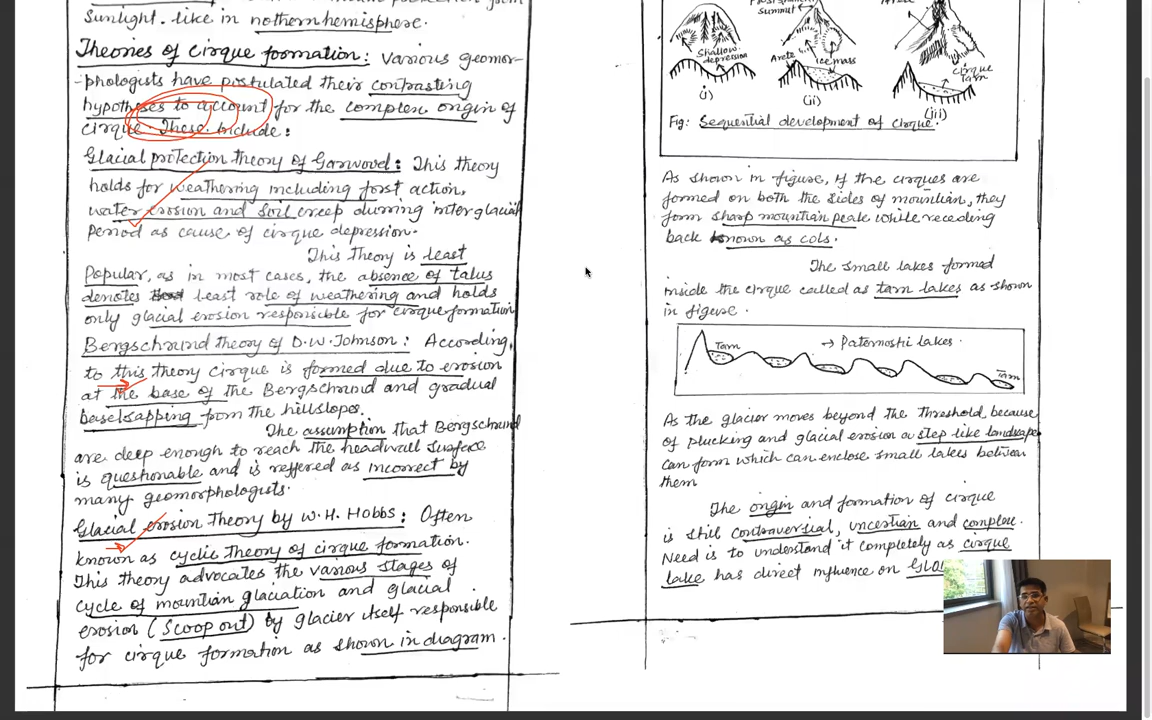 Sunlight. like in nothern hemisphere.
Theories of cirque formation: Various geomor-
-phologists have postulated their contrasting
hypotheses to account for the complex origin of
cirque. These include:
Glacial protection theory of Garwood: This theory
holds for weathering including forst action,
water erosion and soil creep durring interglacial
Period as cause of cirque depression.
This theory is least
Popular, as in most cases, the absence of talus
denotes least role of weathering and holds
only glacial erosion responsible for cirque formation
Bergschrund theory of D.W. Johnson: According,
to this theory cirque is formed due to erosion
at the base of the Bergschrund and gradual
basel sapping from the hillslopes.
The assumption that Bergschrund
are deep enough to reach the headwall surface
is questionable and is reffered as incorrect by
many geomorphologists.
Glacial erosion Theory by W.H. Hobbs: Often
known as cyclic theory of cirque formation.
This theory advocates the various stages of
cycle of mountian glaciation and glacial
erosion (Scoop out) by glacier itself responsible
for cirque formation as shown in diagram.
Summit
Shallow
depression
Arete
Ice mass
Cirque
Tarn
(i)
(ii)
(iii)
Fig: Sequential development of Cirque.
As shown in figure, If the cirques are
formed on both the sides of mountian, they
form sharp mountian peak while receding
back known as cols.
The small lakes formed
inside the cirque called as tarn lakes as shown
in figure.
Tarn → Paternostri lakes.
Tarn
As the glacier moves beyond the threshold, because
of plucking and glacial erosion a step like landscape
can form which can enclose small lakes between
them
The origin and formation of cirque
is still contraversial, uncertian and complex.
Need is to understand it completely as cirque
lake has direct influence on